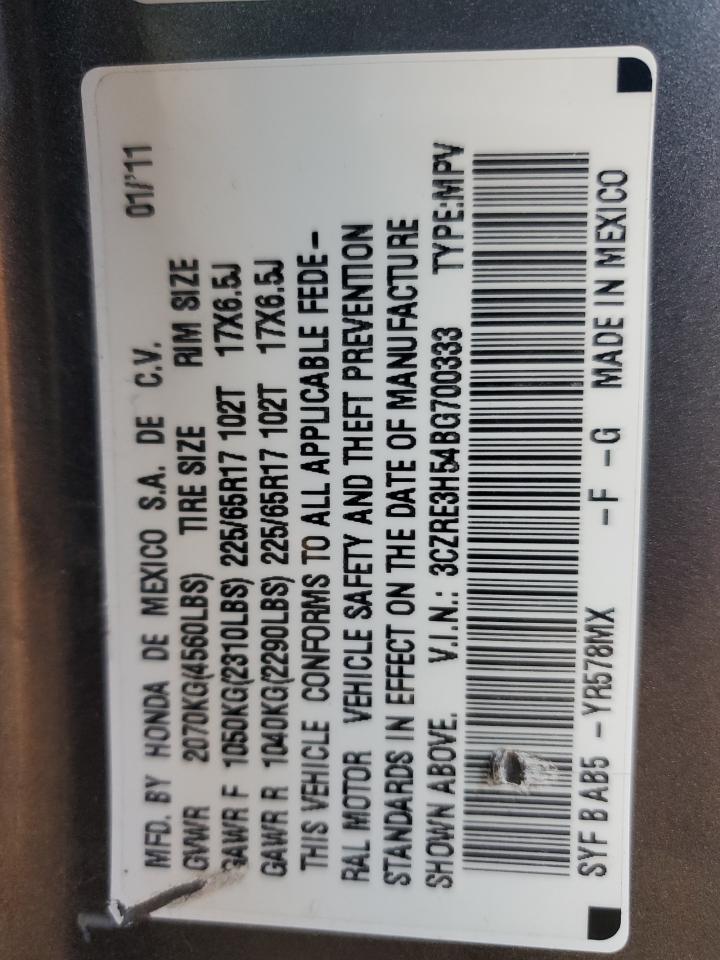 MFD. BY HONDA DE MEXICO S.A. DE C.V. 01/'11
GVWR 2070KG(4560LBS) TIRE SIZE RIM SIZE
GAWR F 1050KG(2310LBS) 225/65R17 102T 17X6.5J
GAWR R 1040KG(2290LBS) 225/65R17 102T 17X6.5J
THIS VEHICLE CONFORMS TO ALL APPLICABLE FEDE-
RAL MOTOR VEHICLE SAFETY AND THEFT PREVENTION
STANDARDS IN EFFECT ON THE DATE OF MANUFACTURE
SHOWN ABOVE. V.I.N.: 3CZRE3H54BG700333 TYPE:MPV
SYF B AB5 - YR578MX -F -G MADE IN MEXICO